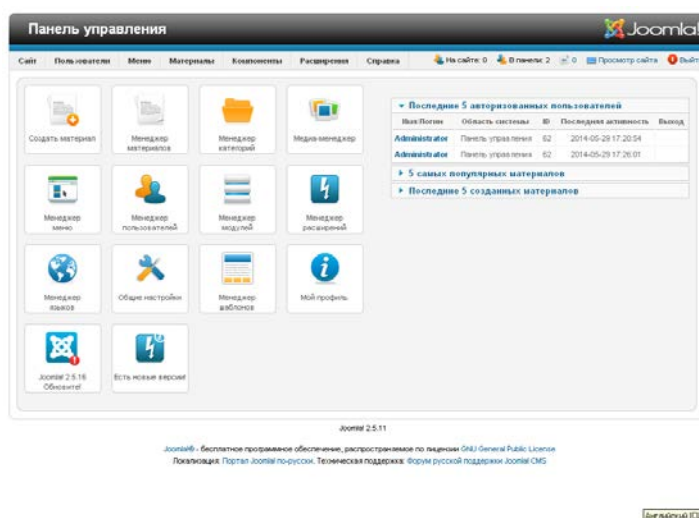 Панель управления
Joomla!
Сайт Пользователи Меню Материалы Компоненты Расширения Справка На сайте: 0 В панели: 2 0 Просмотр сайта Выйт
Создать материал
Менеджер материалов
Менеджер категорий
Медиа-менеджер
Последние 5 авторизованных пользователей
Имя/Логин Область системы ID Последняя активность Выход
Administrator Панель управления 62 2014-05-29 17:20:54
Administrator Панель управления 62 2014-05-29 17:26:01
5 самых популярных материалов
Последние 5 созданных материалов
Менеджер меню
Менеджер пользователей
Менеджер модулей
Менеджер расширений
Менеджер языков
Общие настройки
Менеджер шаблонов
Мой профиль
Joomla! 2.5.16 Обновите!
Есть новые версии!
Joomla! 2.5.11
Joomla!® - бесплатное программное обеспечение, распространяемое по лицензии GNU General Public License
Локализация: Портал Joomla! по-русски. Техническая поддержка: Форум русской поддержки Joomla! CMS